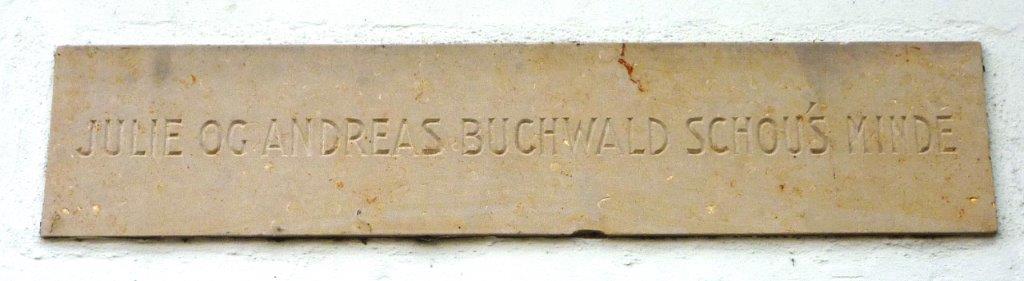 JULIE OG ANDREAS BUCHWALD SCHOU'S MINDE